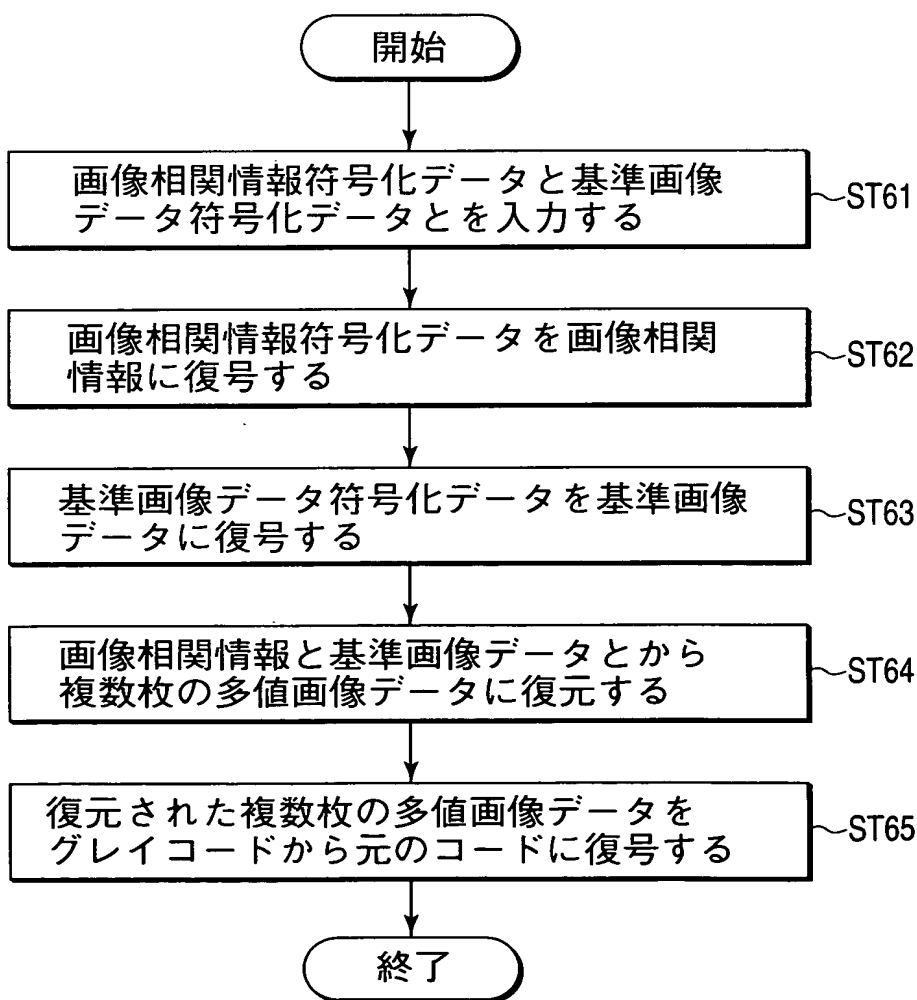 開始
画像相関情報符号化データと基準画像
データ符号化データとを入力する
ST61
画像相関情報符号化データを画像相関
情報に復号する
ST62
基準画像データ符号化データを基準画像
データに復号する
ST63
画像相関情報と基準画像データとから
複数枚の多値画像データに復元する
ST64
復元された複数枚の多値画像データを
グレイコードから元のコードに復号する
ST65
終了